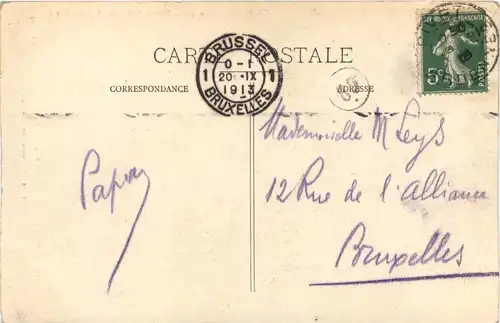 CARTE POSTALE
BRUSSEL
1 0-1 1
20 IX
1913
BRUXELLES
CORRESPONDANCE
ADRESSE
5
POSTES
Mademoiselle M Leys
12 Rue de l'alliance
Bruxelles